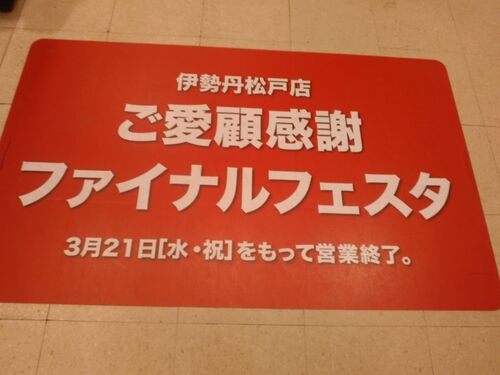 伊勢丹松戸店
ご愛顧感謝
ファイナルフェスタ
3月21日[水・祝]をもって営業終了。